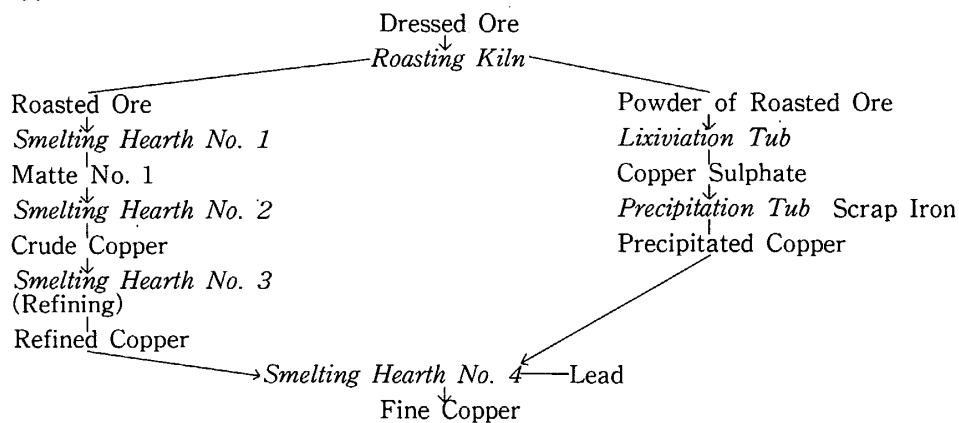 Dressed Ore
Roasting Kiln
Roasted Ore
Smelting Hearth No. 1
Matte No. 1
Smelting Hearth No. 2
Crude Copper
Smelting Hearth No. 3
(Refining)
Refined Copper
Powder of Roasted Ore
Lixiviation Tub
Copper Sulphate
Precipitation Tub Scrap Iron
Precipitated Copper
Smelting Hearth No. 4 Lead
Fine Copper